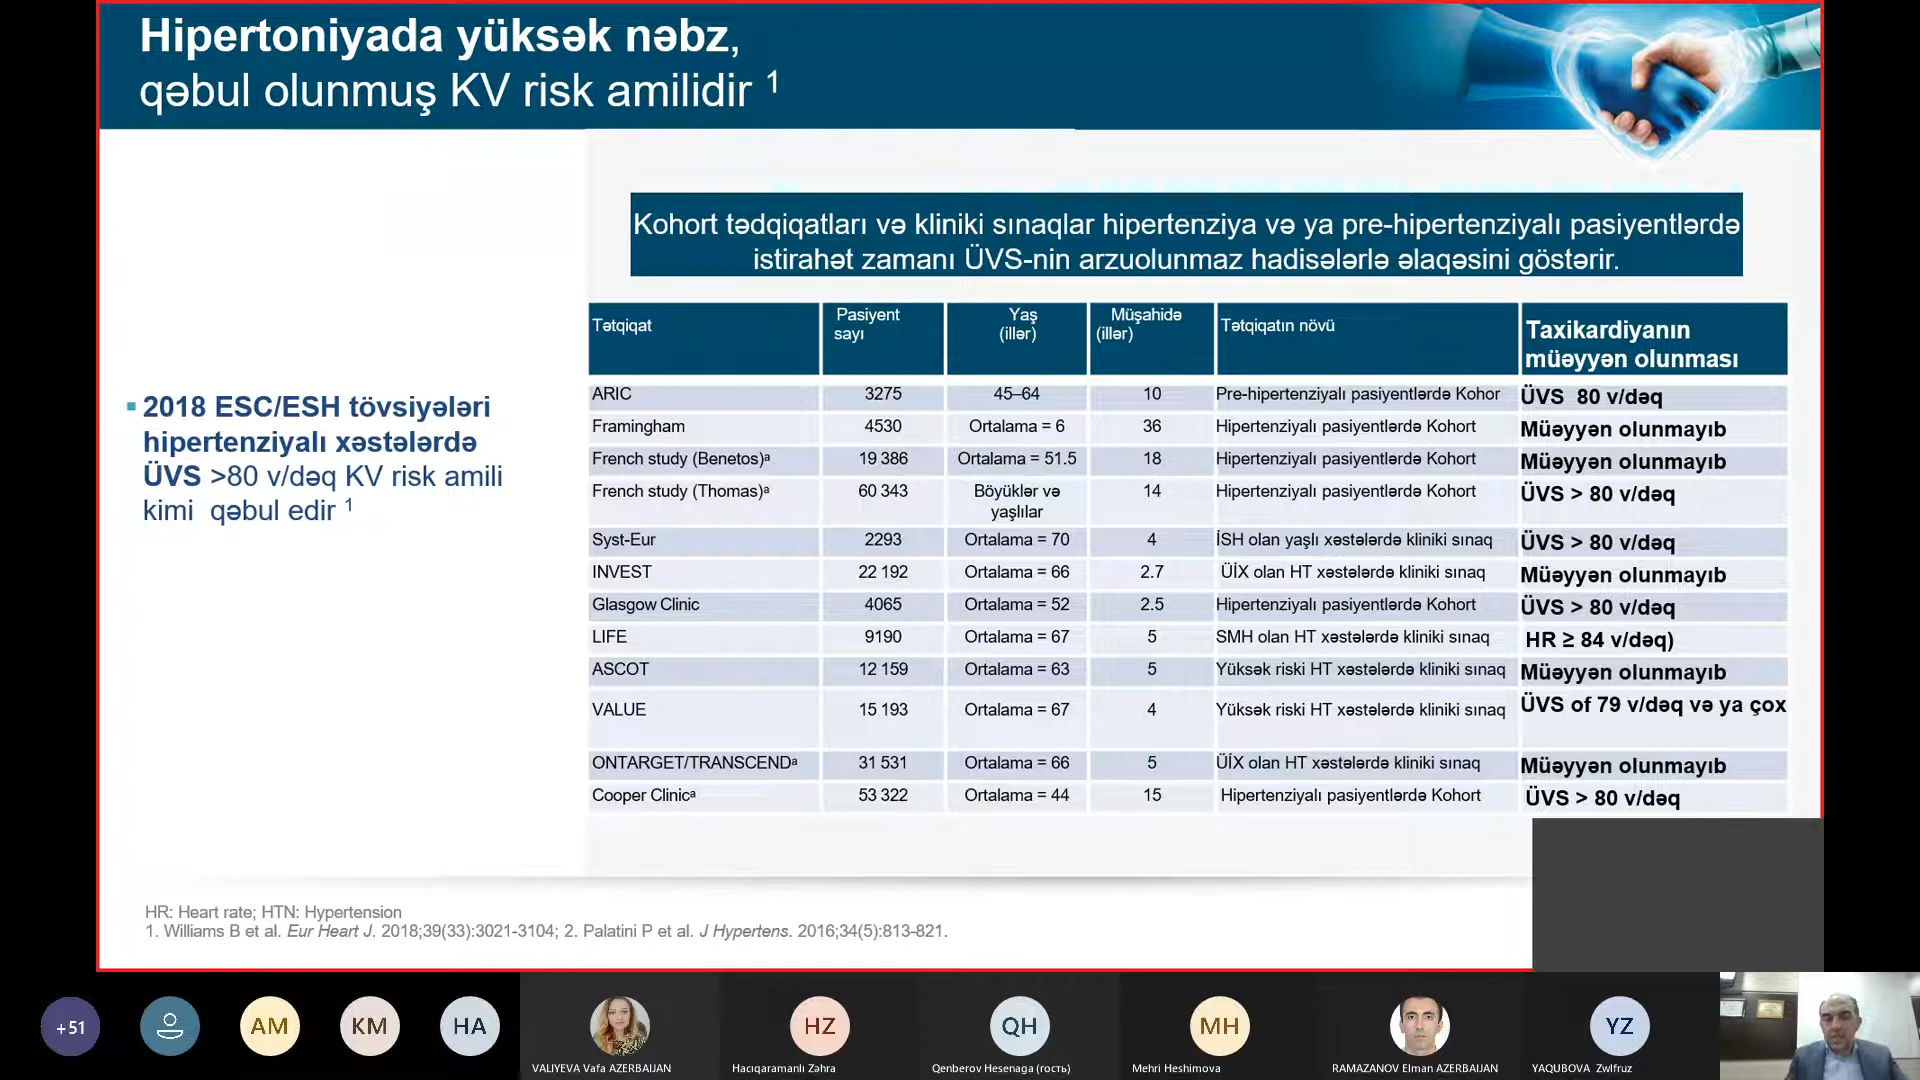 Hipertoniyada yüksək nəbz,
qəbul olunmuş KV risk amilidir 1
▪ 2018 ESC/ESH tövsiyələri
hipertenziyalı xəstələrdə
ÜVS >80 v/dəq KV risk amili
kimi qəbul edir 1
Kohort tədqiqatları və kliniki sınaqlar hipertenziya və ya pre-hipertenziyalı pasiyentlərdə
istirahət zamanı ÜVS-nin arzuolunmaz hadisələrlə əlaqəsini göstərir.
Tətqiqat Pasiyent sayı Yaş (illər) Müşahidə (illər) Tətqiqatın növü Taxikardiyanın müəyyən olunması
ARIC 3275 45–64 10 Pre-hipertenziyalı pasiyentlərdə Kohor ÜVS 80 v/dəq
Framingham 4530 Ortalama = 6 36 Hipertenziyalı pasiyentlərdə Kohort Müəyyən olunmayıb
French study (Benetos)a 19 386 Ortalama = 51.5 18 Hipertenziyalı pasiyentlərdə Kohort Müəyyən olunmayıb
French study (Thomas)a 60 343 Böyüklər və yaşlılar 14 Hipertenziyalı pasiyentlərdə Kohort ÜVS > 80 v/dəq
Syst-Eur 2293 Ortalama = 70 4 İSH olan yaşlı xəstələrdə kliniki sınaq ÜVS > 80 v/dəq
INVEST 22 192 Ortalama = 66 2.7 ÜİX olan HT xəstələrdə kliniki sınaq Müəyyən olunmayıb
Glasgow Clinic 4065 Ortalama = 52 2.5 Hipertenziyalı pasiyentlərdə Kohort ÜVS > 80 v/dəq
LIFE 9190 Ortalama = 67 5 SMH olan HT xəstələrdə kliniki sınaq HR ≥ 84 v/dəq)
ASCOT 12 159 Ortalama = 63 5 Yüksək riski HT xəstələrdə kliniki sınaq Müəyyən olunmayıb
VALUE 15 193 Ortalama = 67 4 Yüksək riski HT xəstələrdə kliniki sınaq ÜVS of 79 v/dəq və ya çox
ONTARGET/TRANSCENDa 31 531 Ortalama = 66 5 ÜİX olan HT xəstələrdə kliniki sınaq Müəyyən olunmayıb
Cooper Clinica 53 322 Ortalama = 44 15 Hipertenziyalı pasiyentlərdə Kohort ÜVS > 80 v/dəq
HR: Heart rate; HTN: Hypertension
1. Williams B et al. Eur Heart J. 2018;39(33):3021-3104; 2. Palatini P et al. J Hypertens. 2016;34(5):813-821.
+51 AM KM HA HZ QH MH YZ
VALIYEVA Vafa AZERBAIJAN Hacıqaramanlı Zəhra Qenberov Hesenaga (гость) Mehri Heshimova RAMAZANOV Elman AZERBAIJAN YAQUBOVA Zwlfruz